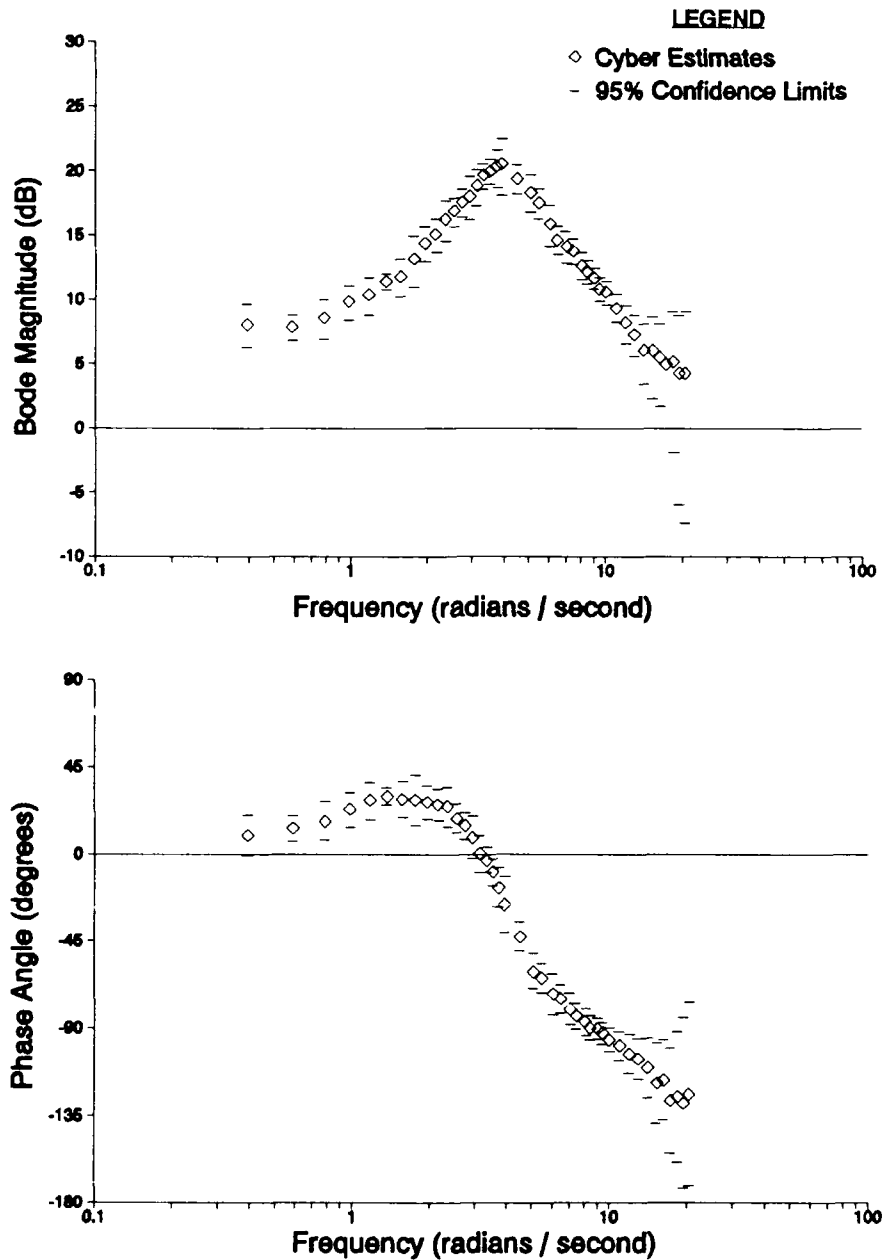 LEGEND
◇ Cyber Estimates
– 95% Confidence Limits
Bode Magnitude (dB)
30
25
20
15
10
5
0
-5
-10
0.1 1 10 100
Frequency (radians / second)
Phase Angle (degrees)
90
45
0
-45
-90
-135
-180
0.1 1 10 100
Frequency (radians / second)